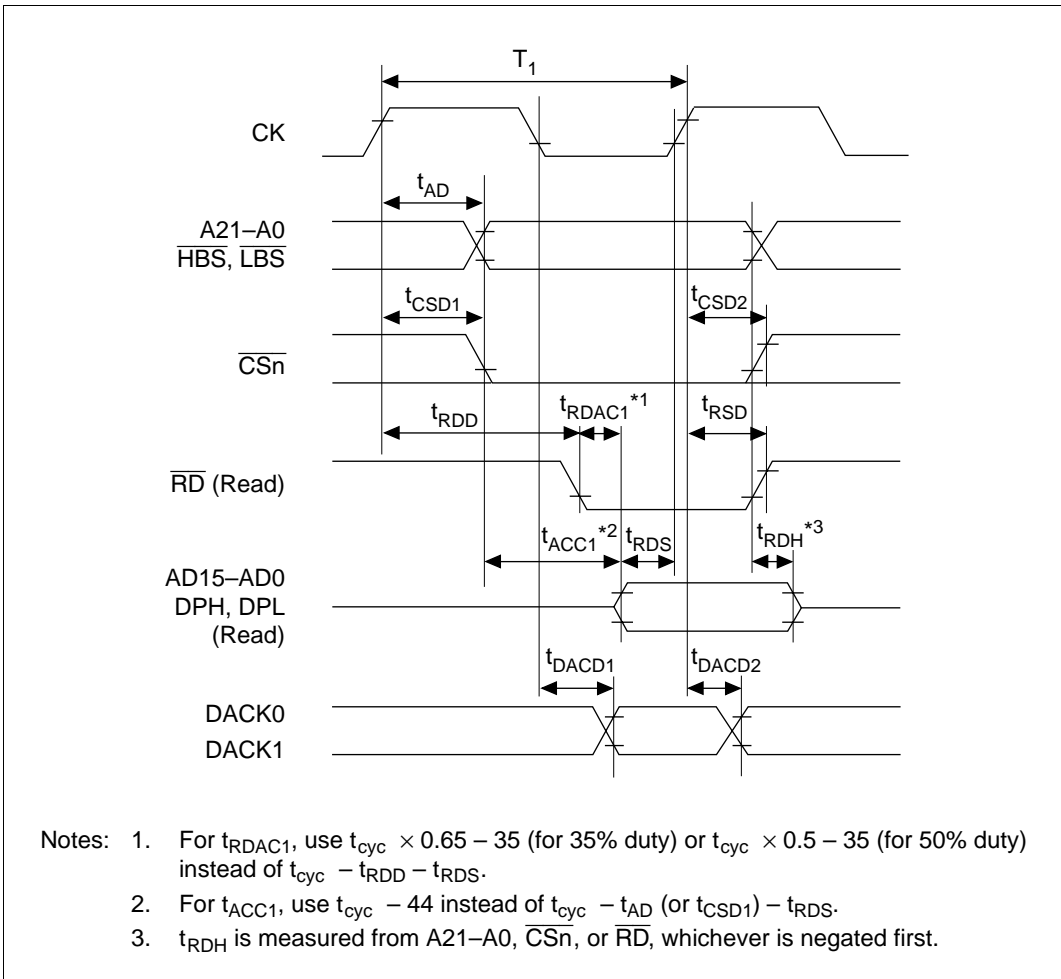 T1
CK
tAD
A21–A0
HBS, LBS
tCSD1
tCSD2
CSn
tRDD
tRDAC1*1
tRSD
RD (Read)
tACC1*2
tRDS
tRDH*3
AD15–AD0
DPH, DPL
(Read)
tDACD1
tDACD2
DACK0
DACK1
Notes: 1. For tRDAC1, use tcyc × 0.65 – 35 (for 35% duty) or tcyc × 0.5 – 35 (for 50% duty)
instead of tcyc – tRDD – tRDS.
2. For tACC1, use tcyc – 44 instead of tcyc – tAD (or tCSD1) – tRDS.
3. tRDH is measured from A21–A0, CSn, or RD, whichever is negated first.